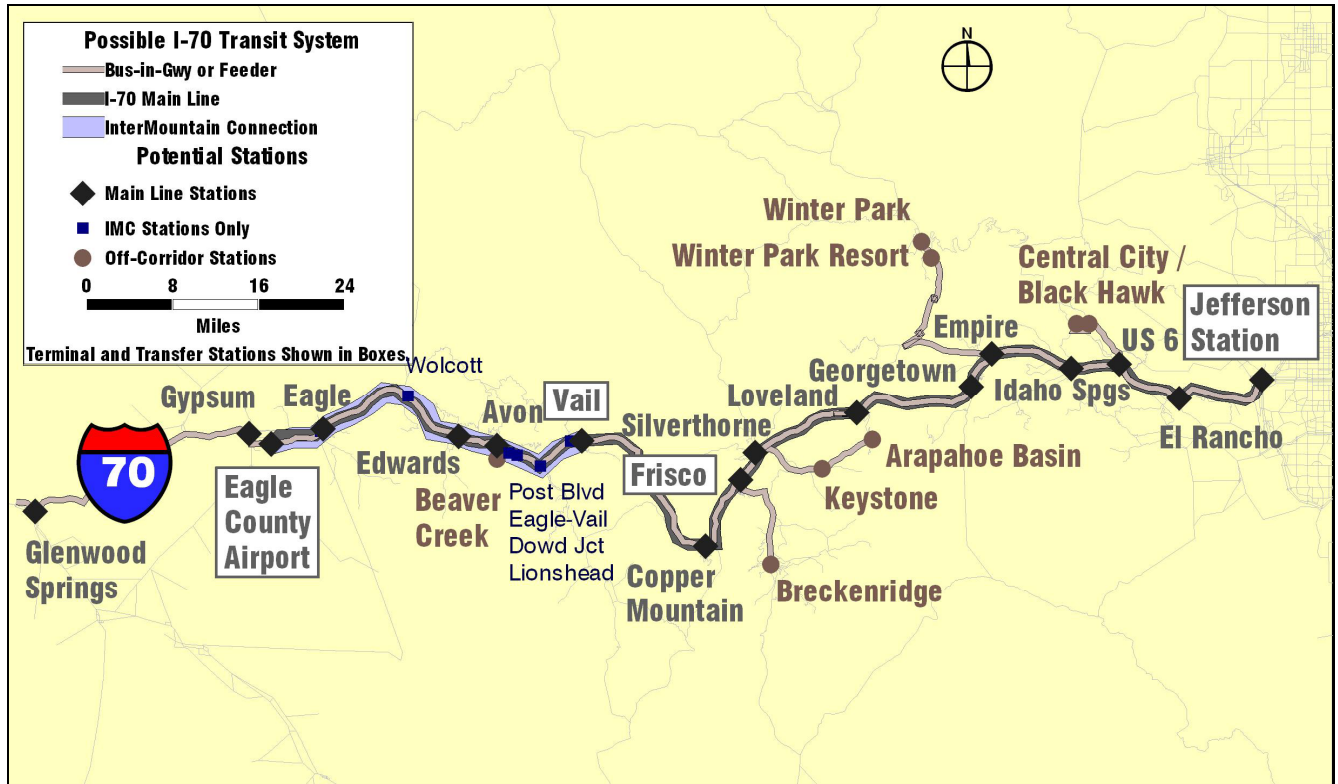 Possible I-70 Transit System
Bus-in-Gwy or Feeder
I-70 Main Line
InterMountain Connection
Potential Stations
Main Line Stations
IMC Stations Only
Off-Corridor Stations
0 8 16 24
Miles
Terminal and Transfer Stations Shown in Boxes
N
Winter Park
Winter Park Resort
Central City /
Black Hawk
Jefferson
Station
US 6
Empire
Georgetown
Idaho Spgs
El Rancho
Loveland
Silverthorne
Arapahoe Basin
Keystone
Frisco
Breckenridge
Copper
Mountain
Vail
Avon
Wolcott
Edwards
Beaver
Creek
Post Blvd
Eagle-Vail
Dowd Jct
Lionshead
Eagle
Gypsum
Eagle
County
Airport
70
Glenwood
Springs